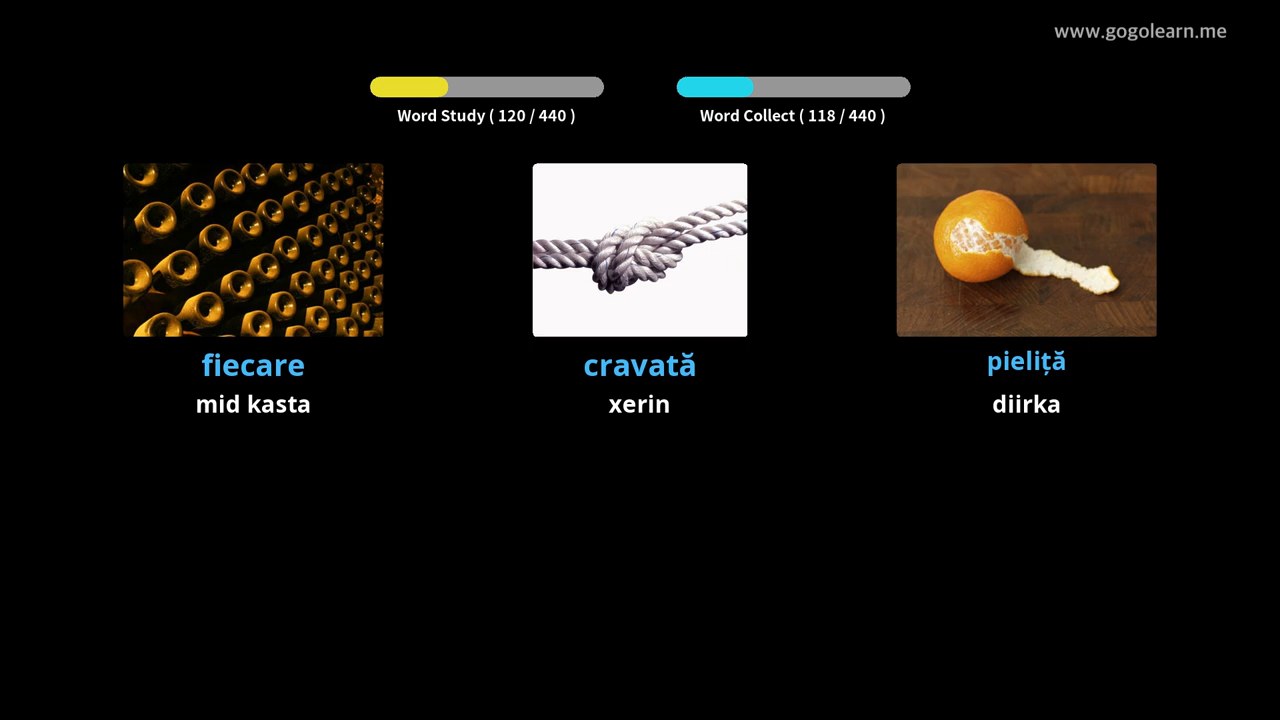 www.gogolearn.me
Word Study ( 120 / 440 )
Word Collect ( 118 / 440 )
fiecare
mid kasta
cravată
xerin
pieliță
diirka